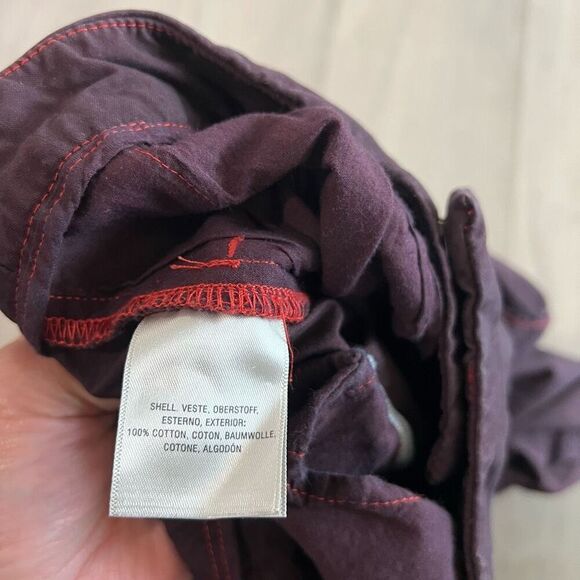 SHELL. VESTE, OBERSTOFF,
ESTERNO, EXTERIOR:
100% COTTON, COTON, BAUMWOLLE.
COTONE, ALGODÓN